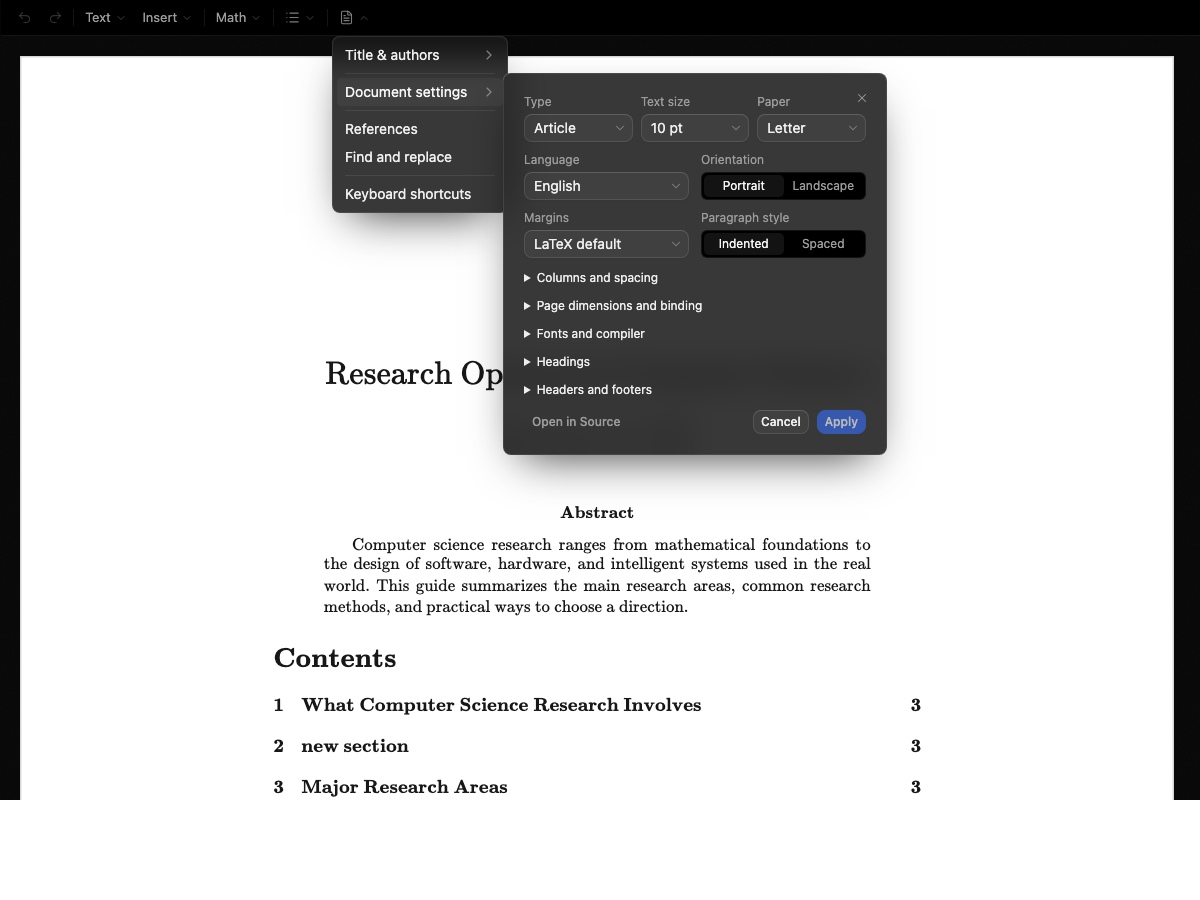 Text Insert Math
Title & authors
Document settings
References
Find and replace
Keyboard shortcuts
Type Text size Paper
Article 10 pt Letter
Language Orientation
English Portrait Landscape
Margins Paragraph style
LaTeX default Indented Spaced
Columns and spacing
Page dimensions and binding
Fonts and compiler
Headings
Headers and footers
Open in Source Cancel Apply
Research Op
Abstract
Computer science research ranges from mathematical foundations to
the design of software, hardware, and intelligent systems used in the real
world. This guide summarizes the main research areas, common research
methods, and practical ways to choose a direction.
Contents
1 What Computer Science Research Involves 3
2 new section 3
3 Major Research Areas 3